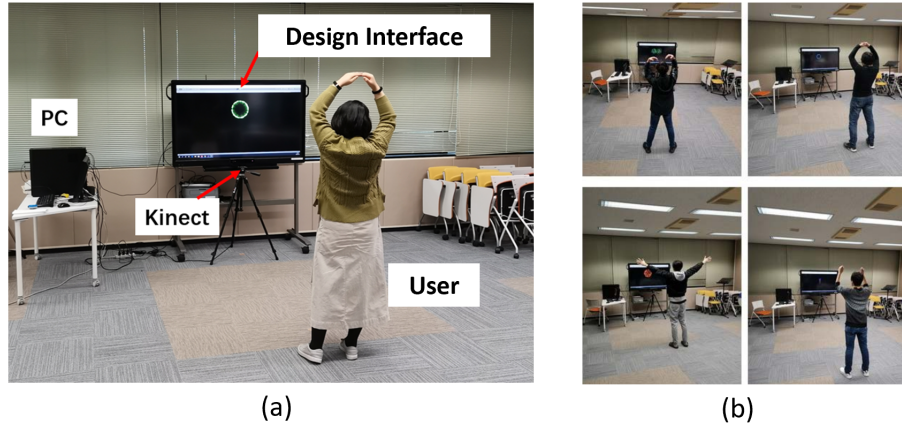 Design Interface
PC
Kinect
User
(a)
(b)